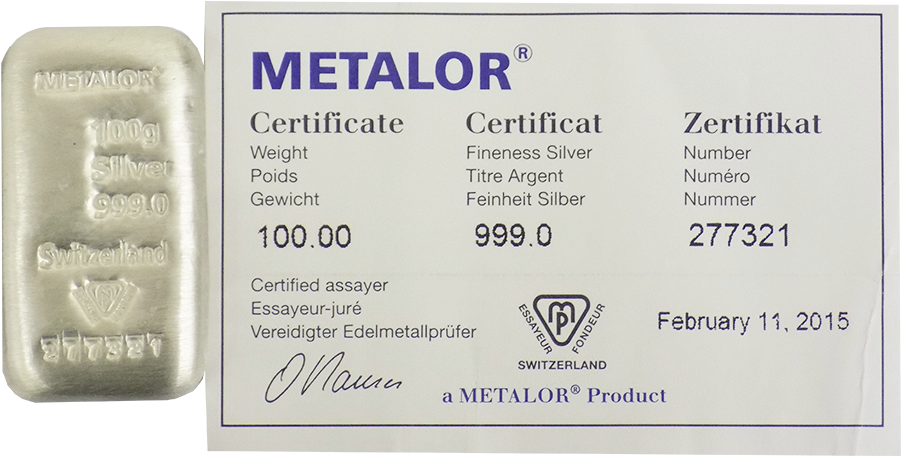 METALOR®
100g
Silver
999.0
Switzerland
277321
METALOR®
Certificate Certificat Zertifikat
Weight Fineness Silver Number
Poids Titre Argent Numéro
Gewicht Feinheit Silber Nummer
100.00 999.0 277321
Certified assayer
Essayeur-juré
Vereidigter Edelmetallprüfer
MP
ESSAYEUR FONDEUR
SWITZERLAND
February 11, 2015
a METALOR® Product